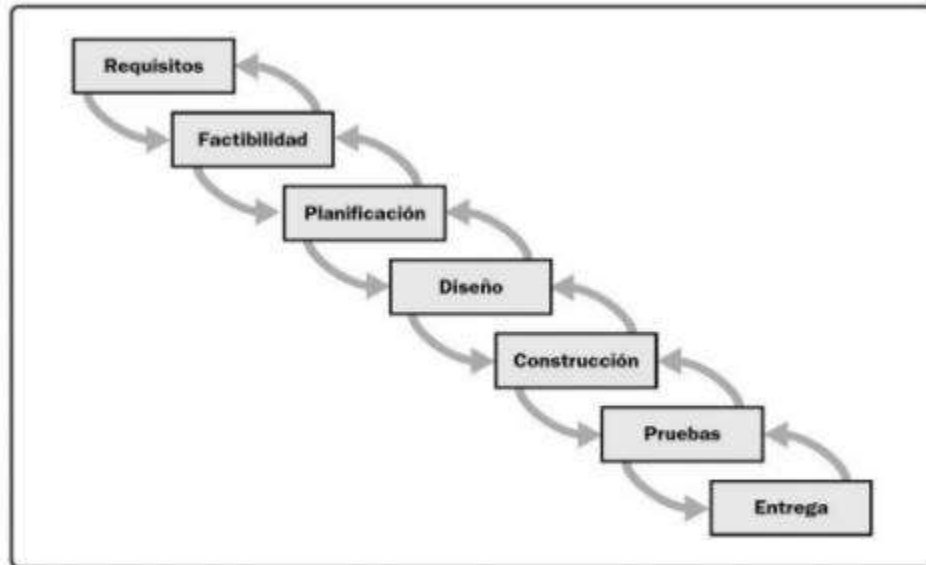 Requisitos
Factibilidad
Planificación
Diseño
Construcción
Pruebas
Entrega